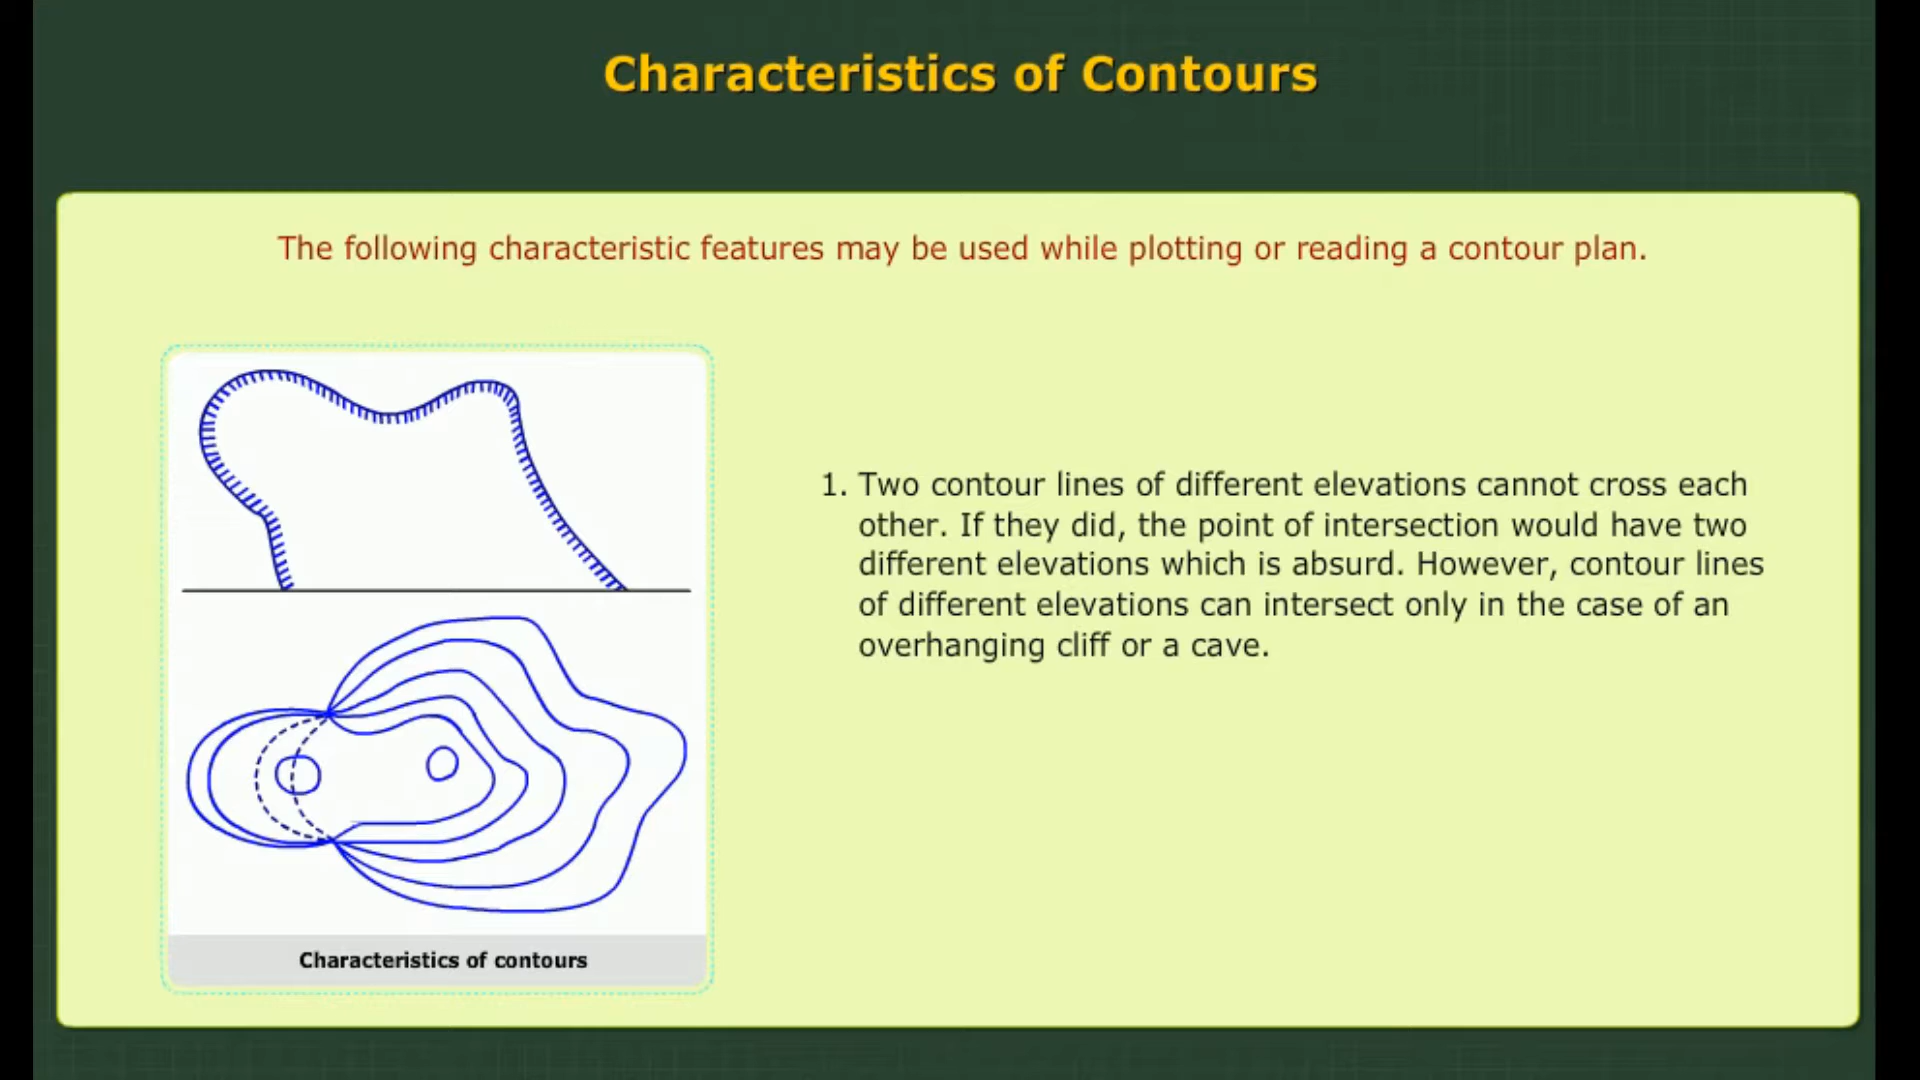 Characteristics of Contours
The following characteristic features may be used while plotting or reading a contour plan.
1. Two contour lines of different elevations cannot cross each
other. If they did, the point of intersection would have two
different elevations which is absurd. However, contour lines
of different elevations can intersect only in the case of an
overhanging cliff or a cave.
Characteristics of contours